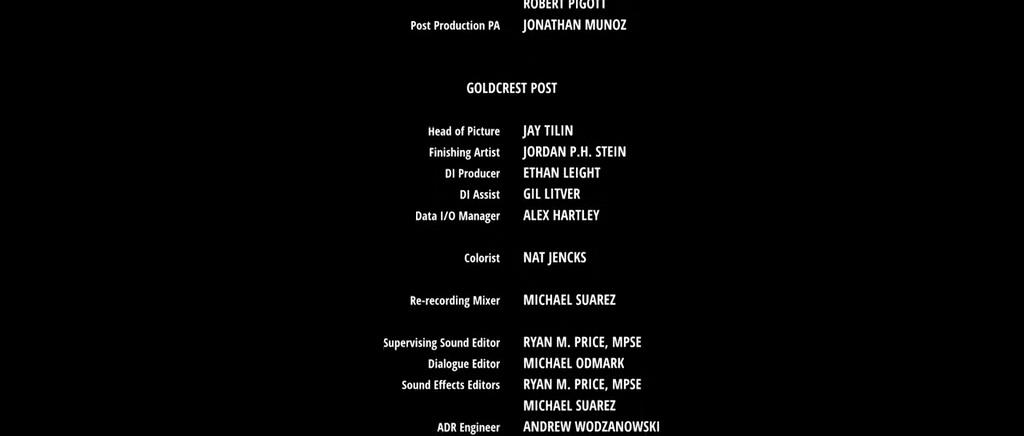 ROBERT PIGOTT
Post Production PA JONATHAN MUNOZ
GOLDCREST POST
Head of Picture JAY TILIN
Finishing Artist JORDAN P.H. STEIN
DI Producer ETHAN LEIGHT
DI Assist GIL LITVER
Data I/O Manager ALEX HARTLEY
Colorist NAT JENCKS
Re-recording Mixer MICHAEL SUAREZ
Supervising Sound Editor RYAN M. PRICE, MPSE
Dialogue Editor MICHAEL ODMARK
Sound Effects Editors RYAN M. PRICE, MPSE
MICHAEL SUAREZ
ADR Engineer ANDREW WODZANOWSKI